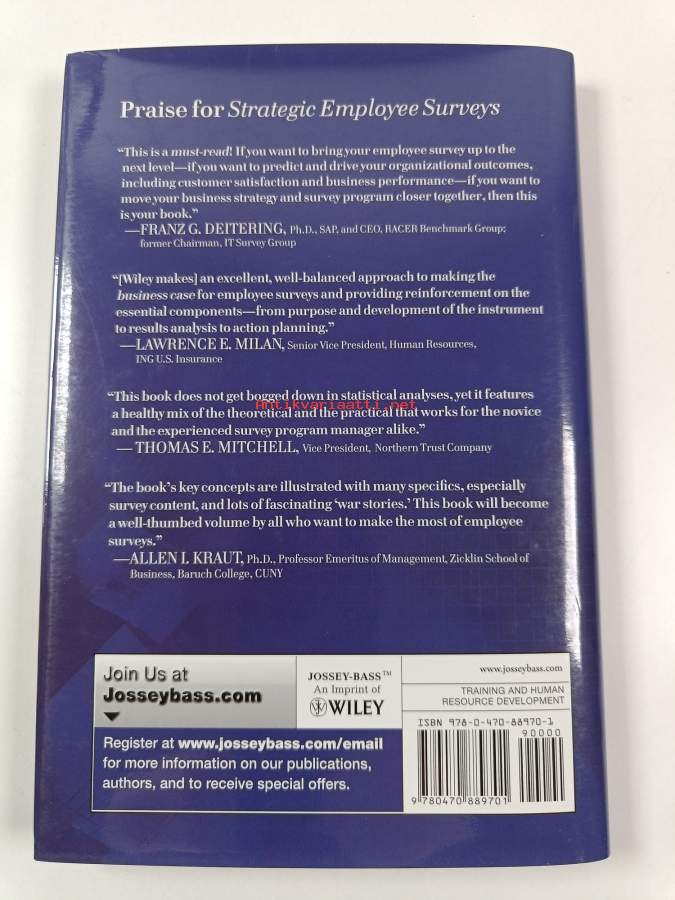 Praise for Strategic Employee Surveys
“This is a must-read! If you want to bring your employee survey up to the
next level—if you want to predict and drive your organizational outcomes,
including customer satisfaction and business performance—if you want to
move your business strategy and survey program closer together, then this
is your book.”
—FRANZ G. DEITERING, Ph.D., SAP, and CEO, RACER Benchmark Group;
former Chairman, IT Survey Group
“[Wiley makes] an excellent, well-balanced approach to making the
business case for employee surveys and providing reinforcement on the
essential components—from purpose and development of the instrument
to results analysis to action planning.”
—LAWRENCE E. MILAN, Senior Vice President, Human Resources,
ING U.S. Insurance
“This book does not get bogged down in statistical analyses, yet it features
Antikvariaatti.net
a healthy mix of the theoretical and the practical that works for the novice
and the experienced survey program manager alike.”
— THOMAS E. MITCHELL, Vice President, Northern Trust Company
“The book’s key concepts are illustrated with many specifics, especially
survey content, and lots of fascinating ‘war stories.’ This book will become
a well-thumbed volume by all who want to make the most of employee
surveys.”
—ALLEN I. KRAUT, Ph.D., Professor Emeritus of Management, Zicklin School of
Business, Baruch College, CUNY
Join Us at
Josseybass.com
JOSSEY-BASS™
An Imprint of
WILEY
www.josseybass.com
TRAINING AND HUMAN
RESOURCE DEVELOPMENT
Register at www.josseybass.com/email
for more information on our publications,
authors, and to receive special offers.
ISBN 978-0-470-88970-1
90000
9 780470 889701